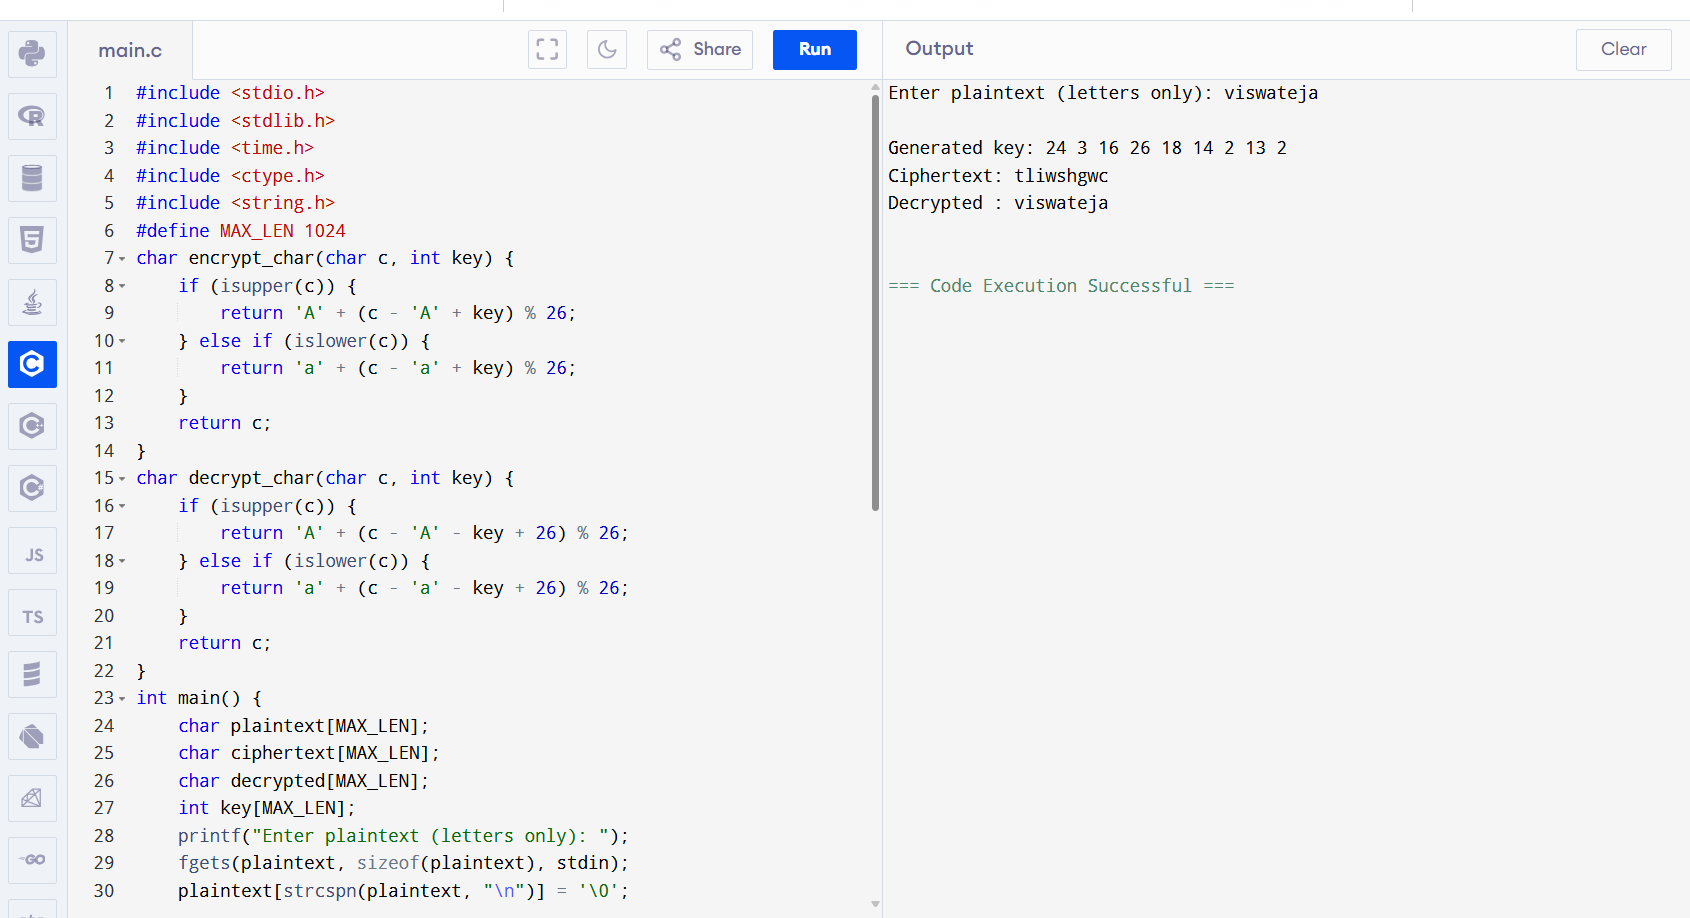 main.c
Share
Run
Output
Clear
1 #include <stdio.h>
2 #include <stdlib.h>
3 #include <time.h>
4 #include <ctype.h>
5 #include <string.h>
6 #define MAX_LEN 1024
7 char encrypt_char(char c, int key) {
8     if (isupper(c)) {
9         return 'A' + (c - 'A' + key) % 26;
10     } else if (islower(c)) {
11         return 'a' + (c - 'a' + key) % 26;
12     }
13     return c;
14 }
15 char decrypt_char(char c, int key) {
16     if (isupper(c)) {
17         return 'A' + (c - 'A' - key + 26) % 26;
18     } else if (islower(c)) {
19         return 'a' + (c - 'a' - key + 26) % 26;
20     }
21     return c;
22 }
23 int main() {
24     char plaintext[MAX_LEN];
25     char ciphertext[MAX_LEN];
26     char decrypted[MAX_LEN];
27     int key[MAX_LEN];
28     printf("Enter plaintext (letters only): ");
29     fgets(plaintext, sizeof(plaintext), stdin);
30     plaintext[strcspn(plaintext, "\n")] = '\0';
Enter plaintext (letters only): viswateja
Generated key: 24 3 16 26 18 14 2 13 2
Ciphertext: tliwshgwc
Decrypted : viswateja
=== Code Execution Successful ===
R
5
C
C
C
JS
TS
GO